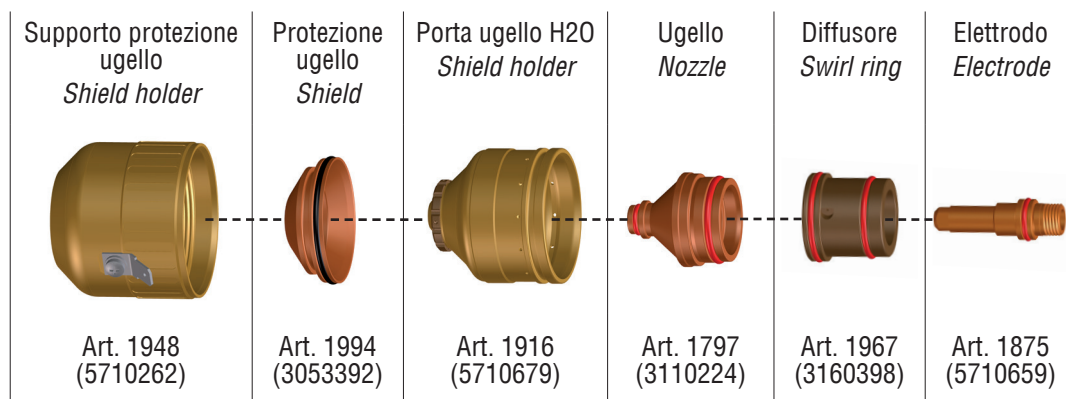 Supporto protezione
ugello
Shield holder
Art. 1948
(5710262)
Protezione
ugello
Shield
Art. 1994
(3053392)
Porta ugello H2O
Shield holder
Art. 1916
(5710679)
Ugello
Nozzle
Art. 1797
(3110224)
Diffusore
Swirl ring
Art. 1967
(3160398)
Elettrodo
Electrode
Art. 1875
(5710659)